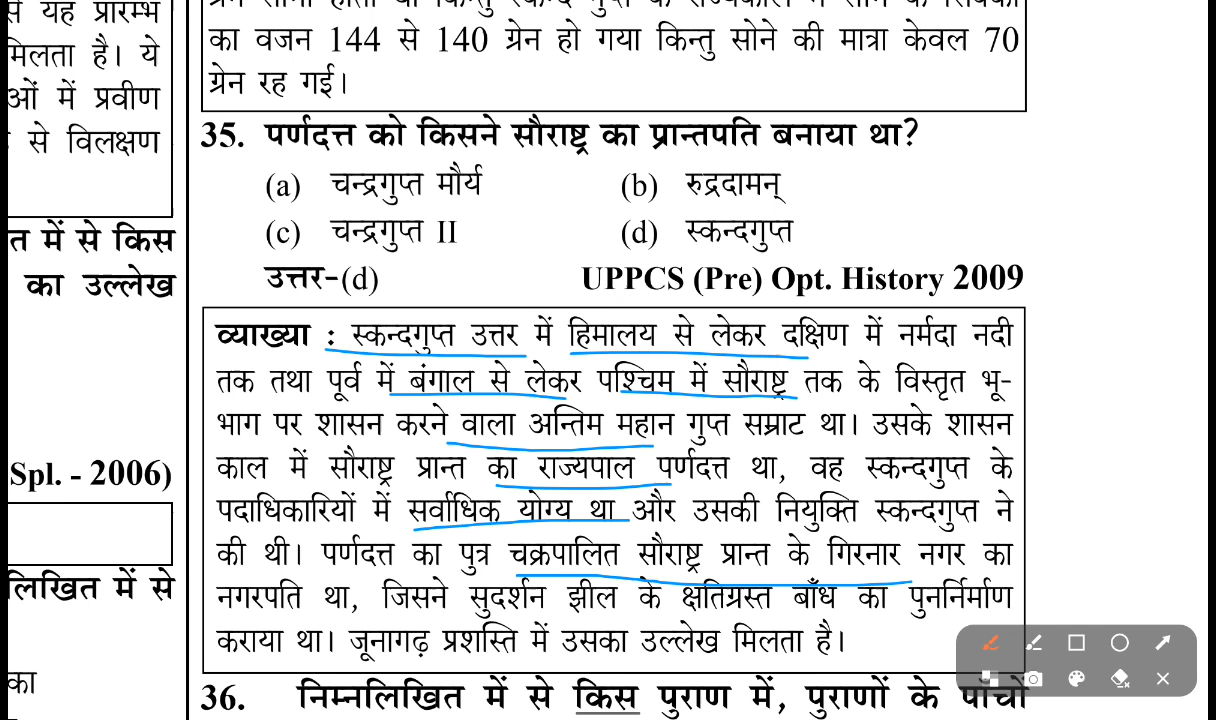 से यह प्रारम्भ
मिलता है। ये
ओं में प्रवीण
से विलक्षण
त में से किस
का उल्लेख
Spl. - 2006)
लिखित में से
का
का वजन 144 से 140 ग्रेन हो गया किन्तु सोने की मात्रा केवल 70
ग्रेन रह गई।
35. पर्णदत्त को किसने सौराष्ट्र का प्रान्तपति बनाया था?
(a) चन्द्रगुप्त मौर्य (b) रुद्रदामन्
(c) चन्द्रगुप्त II (d) स्कन्दगुप्त
उत्तर-(d) UPPCS (Pre) Opt. History 2009
व्याख्या : स्कन्दगुप्त उत्तर में हिमालय से लेकर दक्षिण में नर्मदा नदी
तक तथा पूर्व में बंगाल से लेकर पश्चिम में सौराष्ट्र तक के विस्तृत भू-
भाग पर शासन करने वाला अन्तिम महान गुप्त सम्राट था। उसके शासन
काल में सौराष्ट्र प्रान्त का राज्यपाल पर्णदत्त था, वह स्कन्दगुप्त के
पदाधिकारियों में सर्वाधिक योग्य था और उसकी नियुक्ति स्कन्दगुप्त ने
की थी। पर्णदत्त का पुत्र चक्रपालित सौराष्ट्र प्रान्त के गिरनार नगर का
नगरपति था, जिसने सुदर्शन झील के क्षतिग्रस्त बाँध का पुनर्निर्माण
कराया था। जूनागढ़ प्रशस्ति में उसका उल्लेख मिलता है।
36. निम्नलिखित में से किस पुराण में, पुराणों के पाँचों